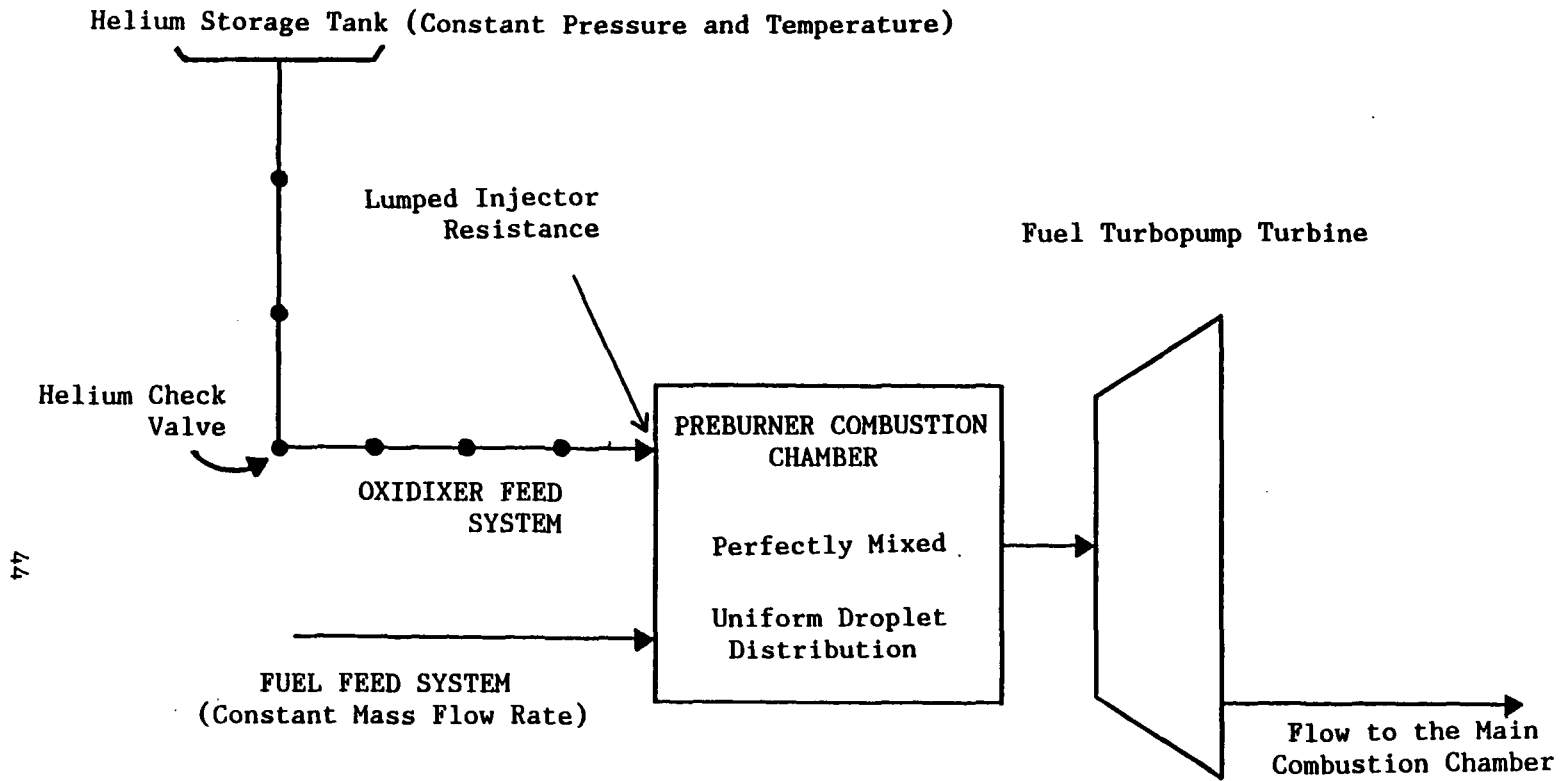 Helium Storage Tank (Constant Pressure and Temperature)
Lumped Injector
Resistance
Fuel Turbopump Turbine
Helium Check
Valve
PREBURNER COMBUSTION
CHAMBER
OXIDIXER FEED
SYSTEM
Perfectly Mixed
Uniform Droplet
Distribution
FUEL FEED SYSTEM
(Constant Mass Flow Rate)
Flow to the Main
Combustion Chamber
44